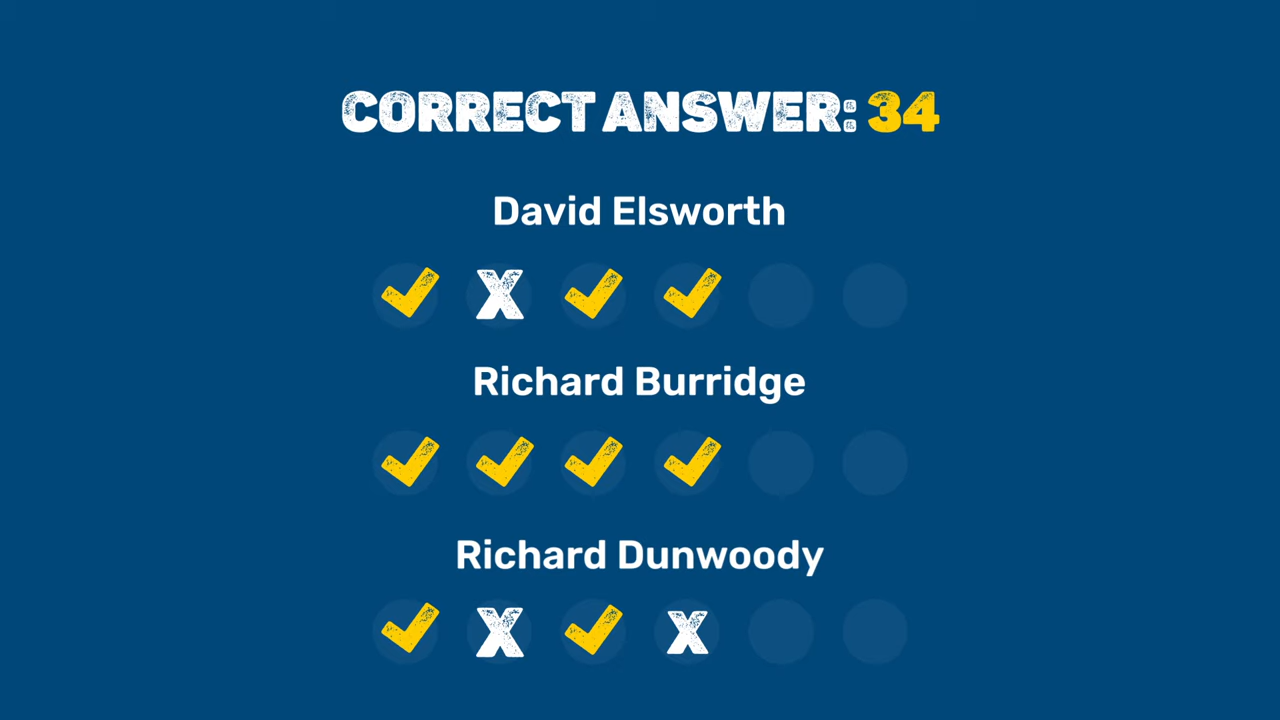 CORRECT ANSWER: 34
David Elsworth
Richard Burridge
Richard Dunwoody